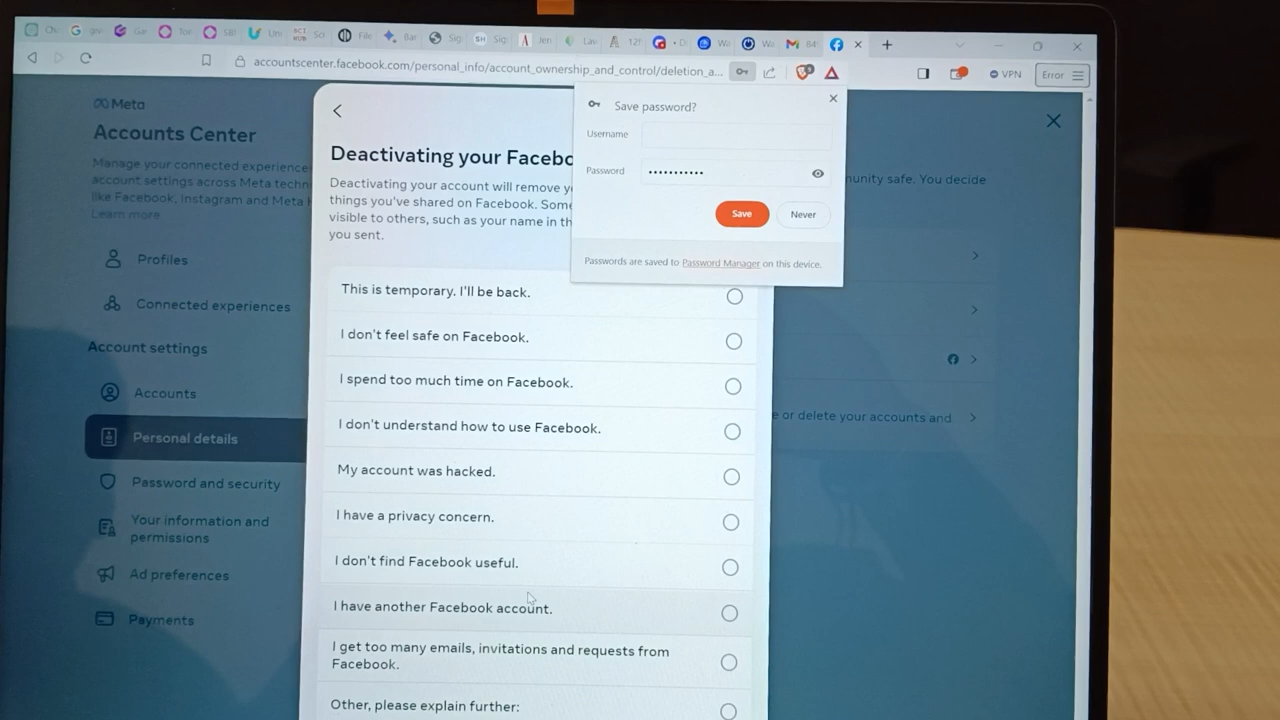 accountscenter.facebook.com/personal_info/account_ownership_and_control/deletion_a...
VPN
Error
Meta
Accounts Center
Manage your connected experience
account settings across Meta techn
like Facebook, Instagram and Meta
Learn more
Profiles
Connected experiences
Account settings
Accounts
Personal details
Password and security
Your information and
permissions
Ad preferences
Payments
Deactivating your Facebo
Deactivating your account will remove y
things you've shared on Facebook. Some
visible to others, such as your name in th
you sent.
This is temporary. I'll be back.
I don't feel safe on Facebook.
I spend too much time on Facebook.
I don't understand how to use Facebook.
My account was hacked.
I have a privacy concern.
I don't find Facebook useful.
I have another Facebook account.
I get too many emails, invitations and requests from
Facebook.
Other, please explain further:
Save password?
Username
Password
Save
Never
Passwords are saved to Password Manager on this device.
unity safe. You decide
e or delete your accounts and